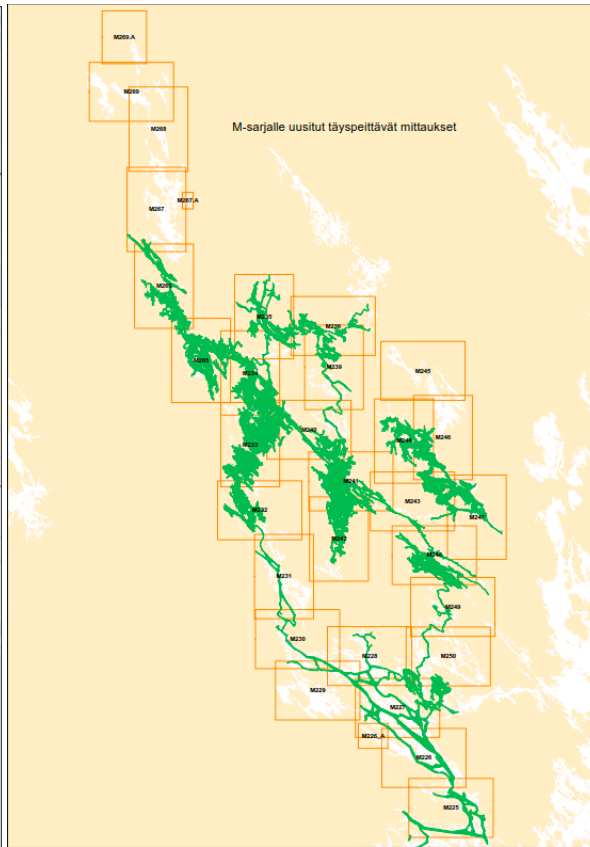 M269.A
M269
M268
M-sarjalle uusitut täyspeittävät mittaukset
M267.A
M267
M266
M235
M236
M265
M239
M245
M234
M240
M244
M246
M233
M241
M243
M232
M247
M242
M248
M231
M249
M230
M228
M250
M229
M227
M226_A
M226
M225